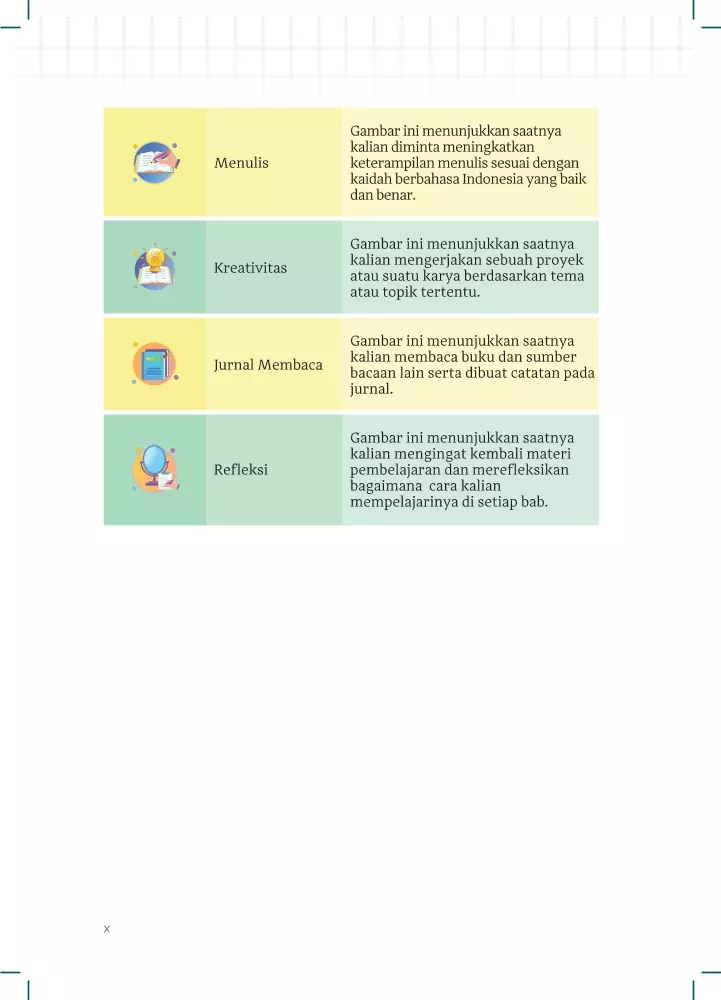 Menulis
Gambar ini menunjukkan saatnya
kalian diminta meningkatkan
keterampilan menulis sesuai dengan
kaidah berbahasa Indonesia yang baik
dan benar.
Kreativitas
Gambar ini menunjukkan saatnya
kalian mengerjakan sebuah proyek
atau suatu karya berdasarkan tema
atau topik tertentu.
Jurnal Membaca
Gambar ini menunjukkan saatnya
kalian membaca buku dan sumber
bacaan lain serta dibuat catatan pada
jurnal.
Refleksi
Gambar ini menunjukkan saatnya
kalian mengingat kembali materi
pembelajaran dan merefleksikan
bagaimana  cara kalian
mempelajarinya di setiap bab.
x